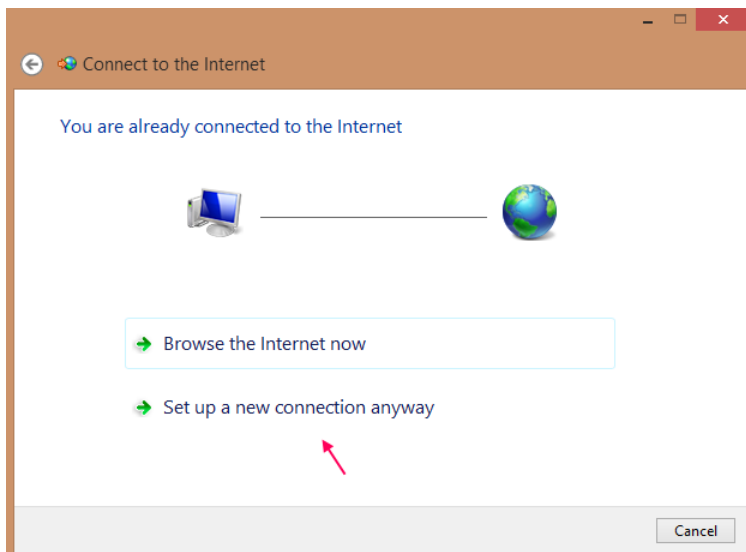 Connect to the Internet
You are already connected to the Internet
Browse the Internet now
Set up a new connection anyway
Cancel